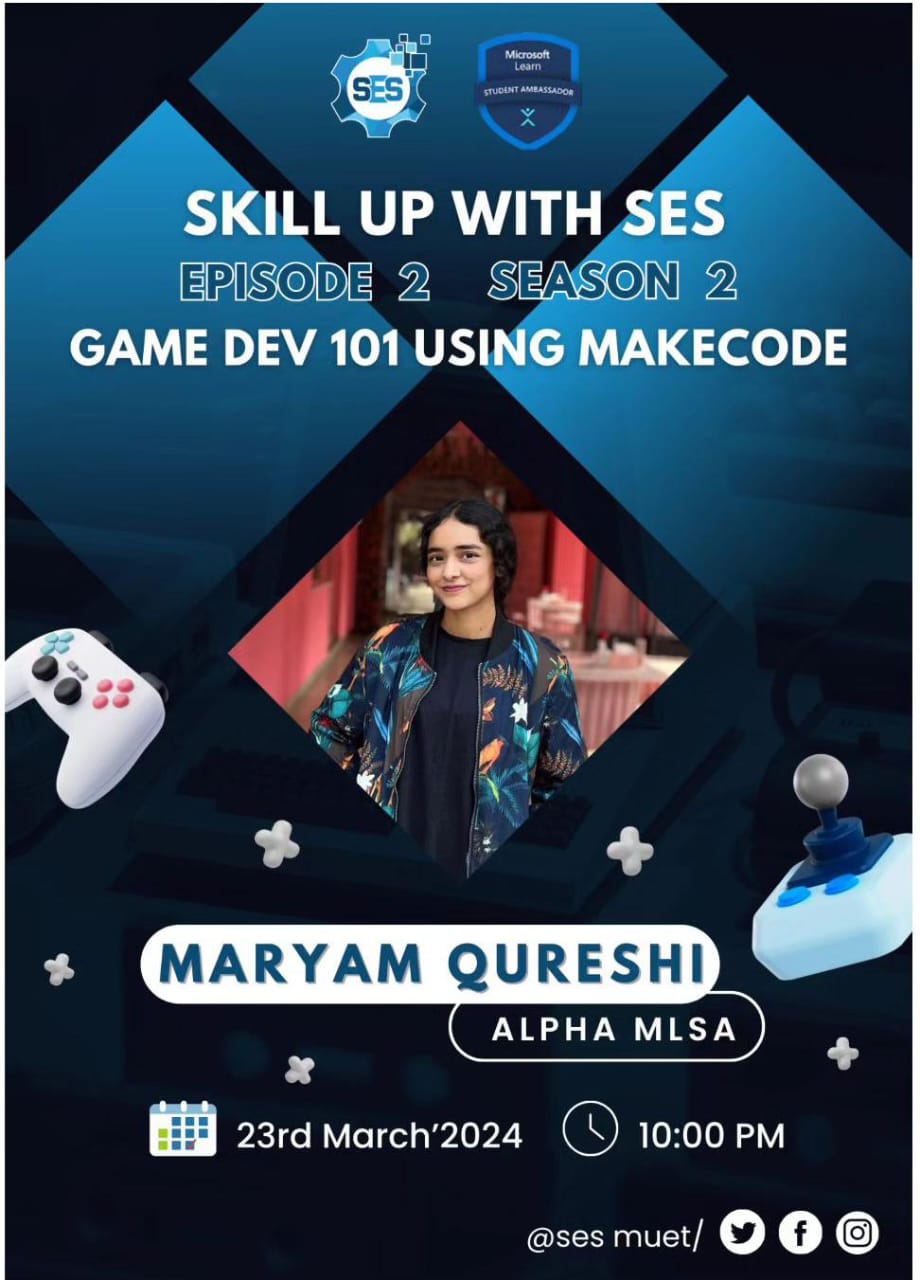 SES
Microsoft
Learn
STUDENT AMBASSADOR
SKILL UP WITH SES
EPISODE 2 SEASON 2
GAME DEV 101 USING MAKECODE
MARYAM QURESHI
ALPHA MLSA
23rd March'2024 10:00 PM
@ses muet/